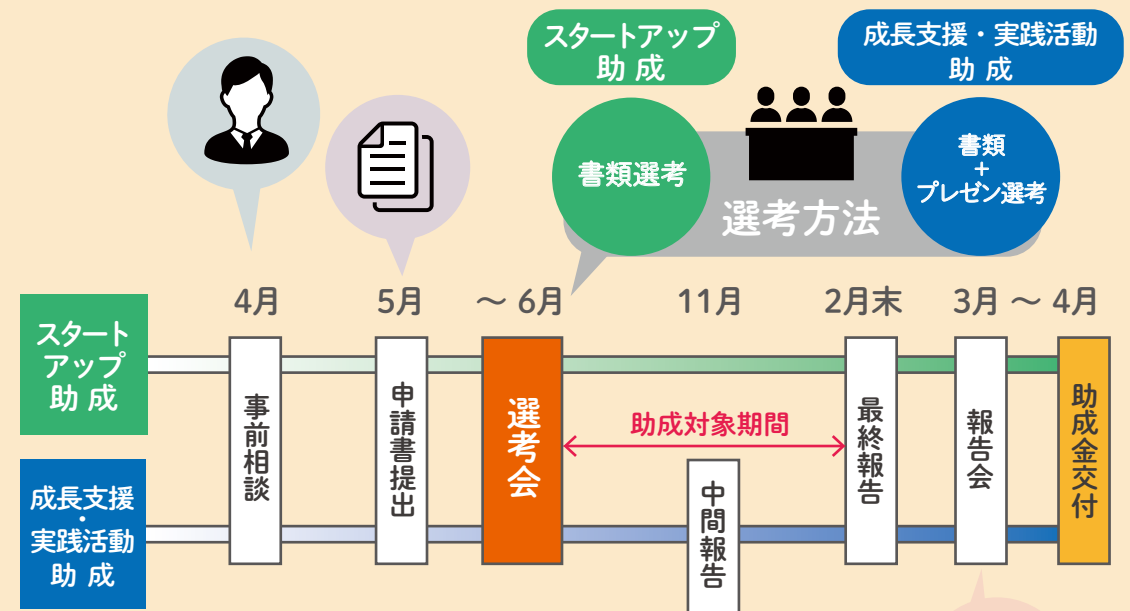 スタートアップ
助成
成長支援・実践活動
助成
書類選考
書類
+
プレゼン選考
選考方法
4月
5月
～ 6月
11月
2月末
3月 ～ 4月
スタート
アップ
助成
事前相談
申請書提出
選考会
助成対象期間
中間報告
最終報告
報告会
助成金交付
成長支援
・
実践活動
助成